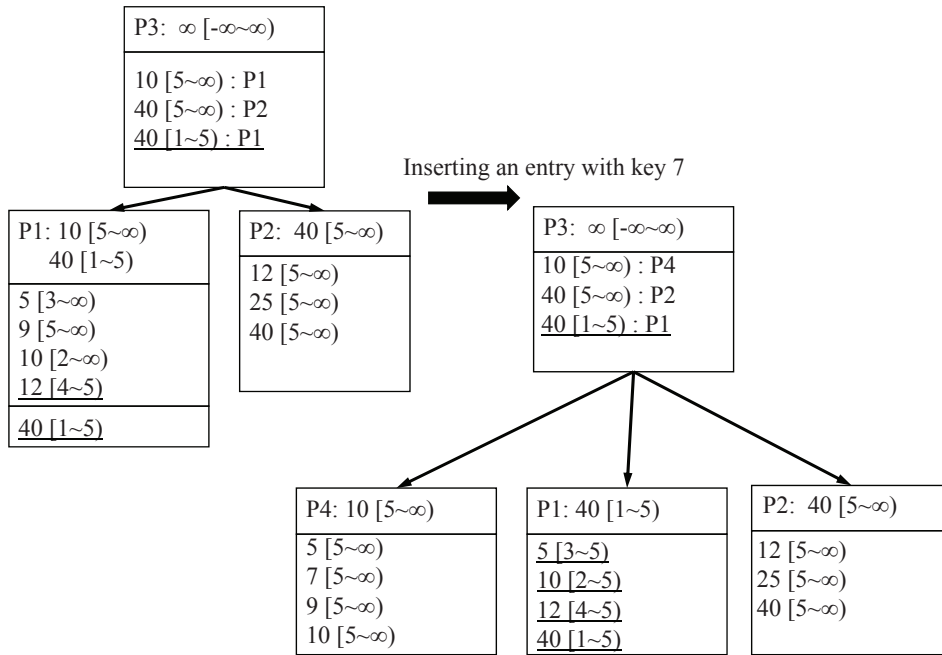 P3: ∞ [-∞~∞)
10 [5~∞) : P1
40 [5~∞) : P2
40 [1~5) : P1
Inserting an entry with key 7
P1: 10 [5~∞)
40 [1~5)
5 [3~∞)
9 [5~∞)
10 [2~∞)
12 [4~5)
40 [1~5)
P2: 40 [5~∞)
12 [5~∞)
25 [5~∞)
40 [5~∞)
P3: ∞ [-∞~∞)
10 [5~∞) : P4
40 [5~∞) : P2
40 [1~5) : P1
P4: 10 [5~∞)
5 [5~∞)
7 [5~∞)
9 [5~∞)
10 [5~∞)
P1: 40 [1~5)
5 [3~5)
10 [2~5)
12 [4~5)
40 [1~5)
P2: 40 [5~∞)
12 [5~∞)
25 [5~∞)
40 [5~∞)